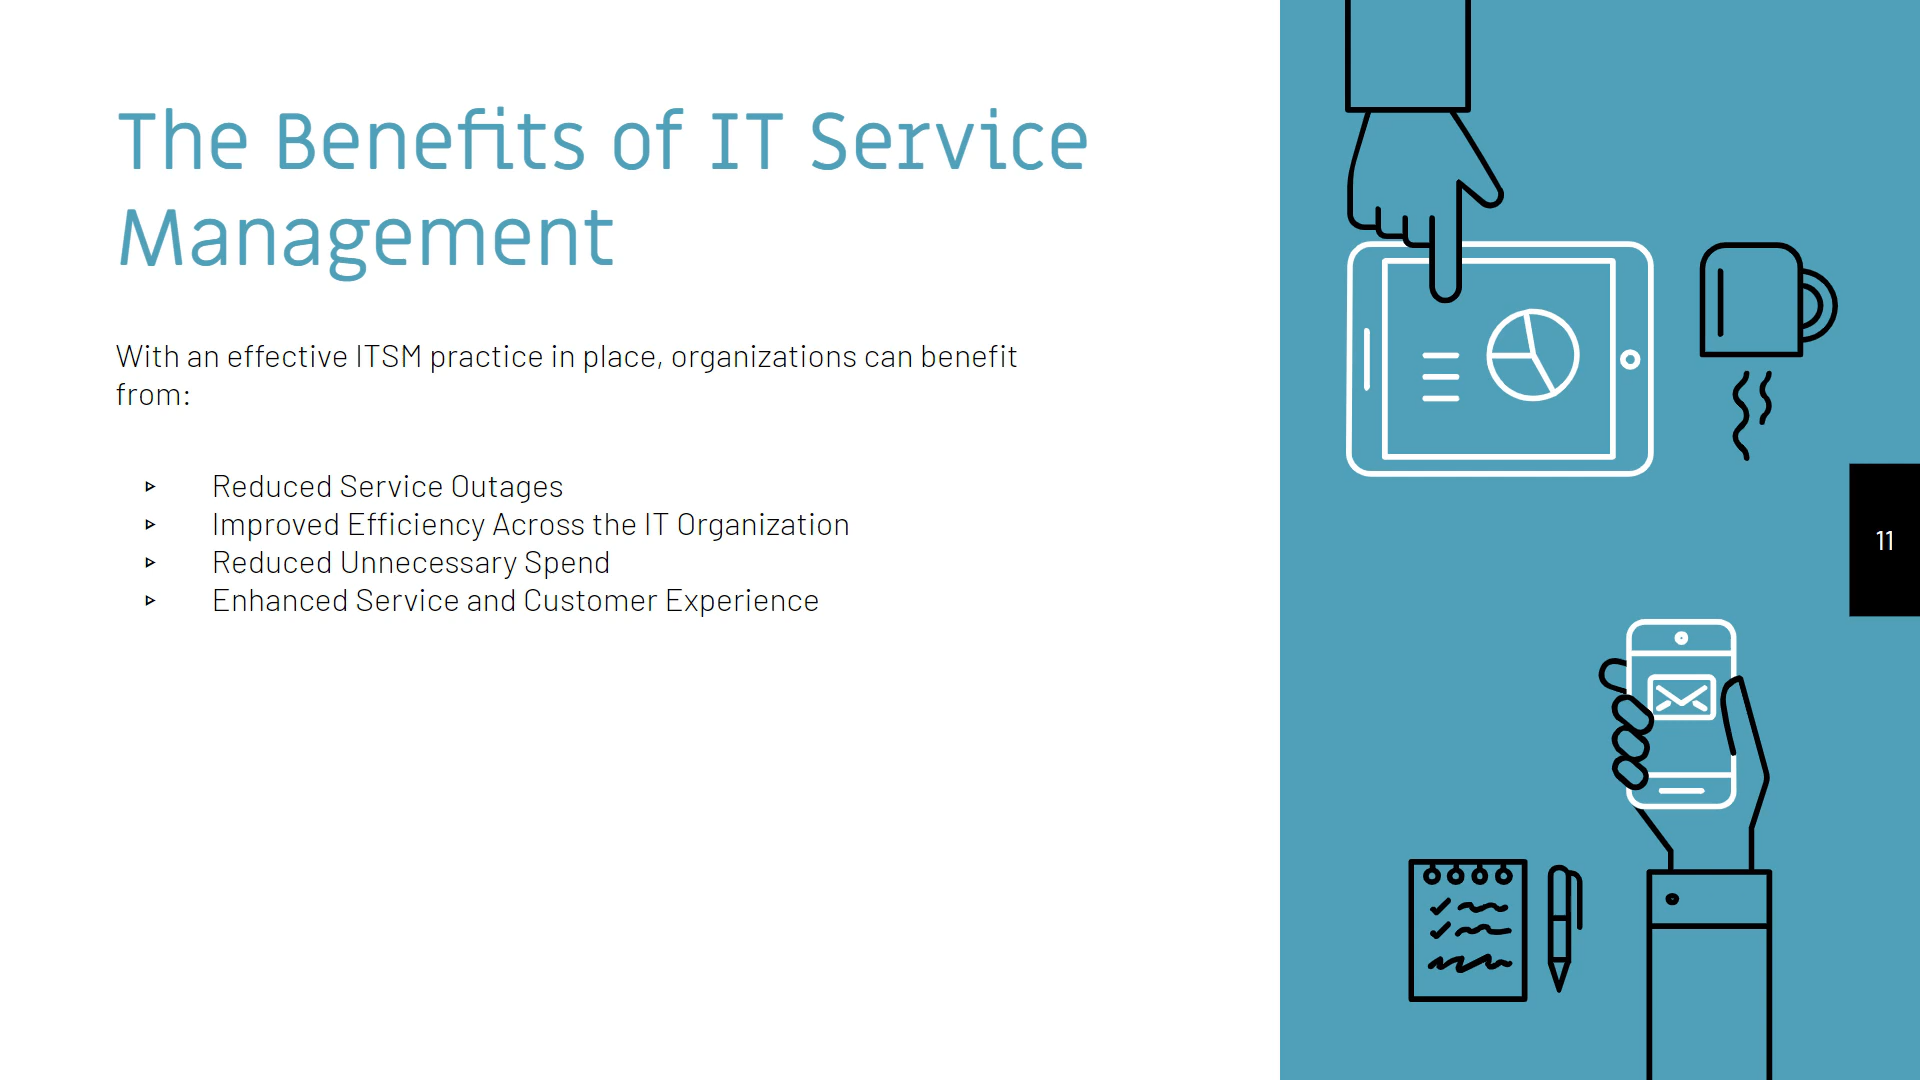 The Benefits of IT Service
Management
With an effective ITSM practice in place, organizations can benefit
from:
▹ Reduced Service Outages
▹ Improved Efficiency Across the IT Organization
▹ Reduced Unnecessary Spend
▹ Enhanced Service and Customer Experience
11